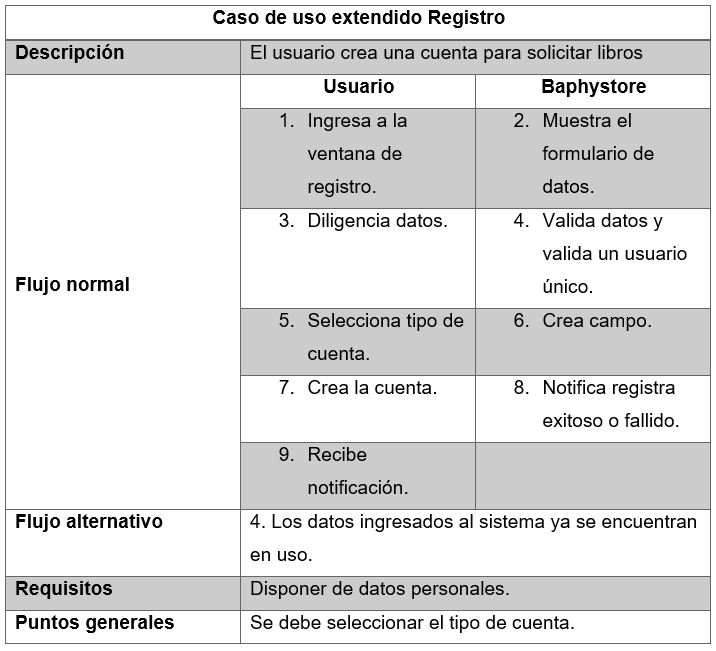 Caso de uso extendido Registro
Descripción
El usuario crea una cuenta para solicitar libros
Flujo normal
Usuario
Baphystore
1. Ingresa a la
ventana de
registro.
2. Muestra el
formulario de
datos.
3. Diligencia datos.
4. Valida datos y
valida un usuario
único.
5. Selecciona tipo de
cuenta.
6. Crea campo.
7. Crea la cuenta.
8. Notifica registra
exitoso o fallido.
9. Recibe
notificación.
Flujo alternativo
4. Los datos ingresados al sistema ya se encuentran
en uso.
Requisitos
Disponer de datos personales.
Puntos generales
Se debe seleccionar el tipo de cuenta.